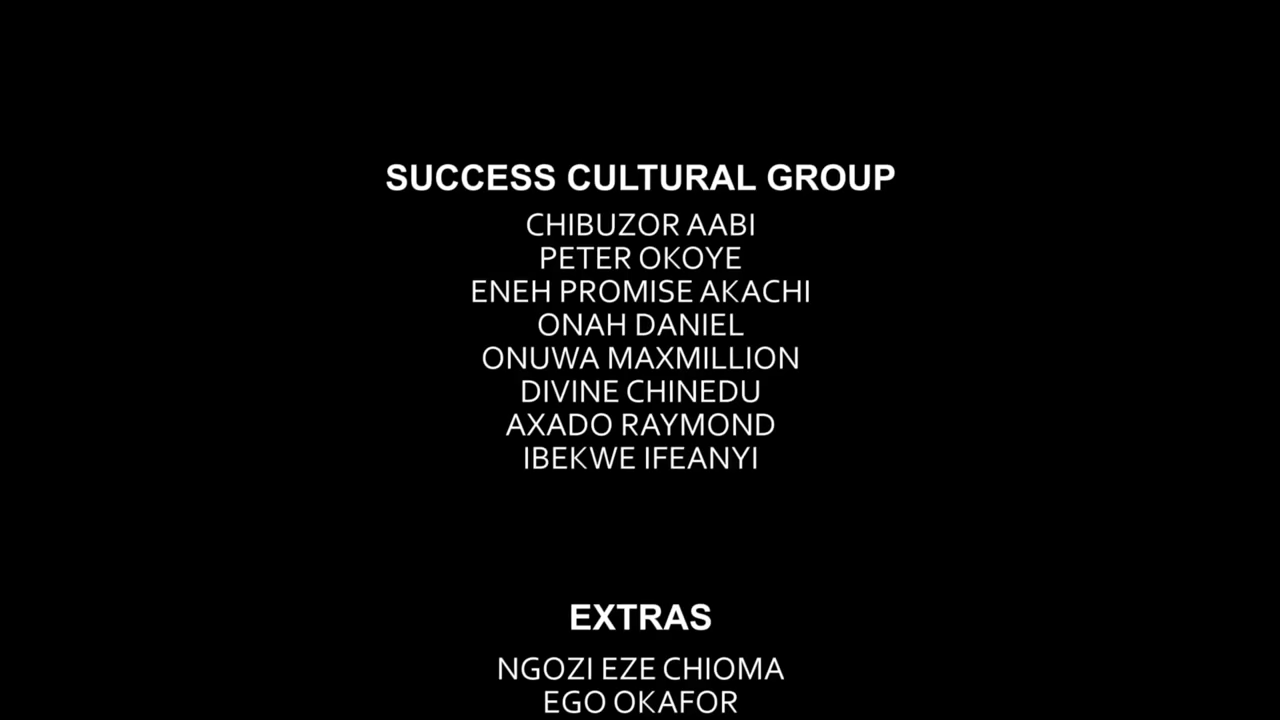 SUCCESS CULTURAL GROUP
CHIBUZOR AABI
PETER OKOYE
ENEH PROMISE AKACHI
ONAH DANIEL
ONUWA MAXMILLION
DIVINE CHINEDU
AXADO RAYMOND
IBEKWE IFEANYI
EXTRAS
NGOZI EZE CHIOMA
EGO OKAFOR